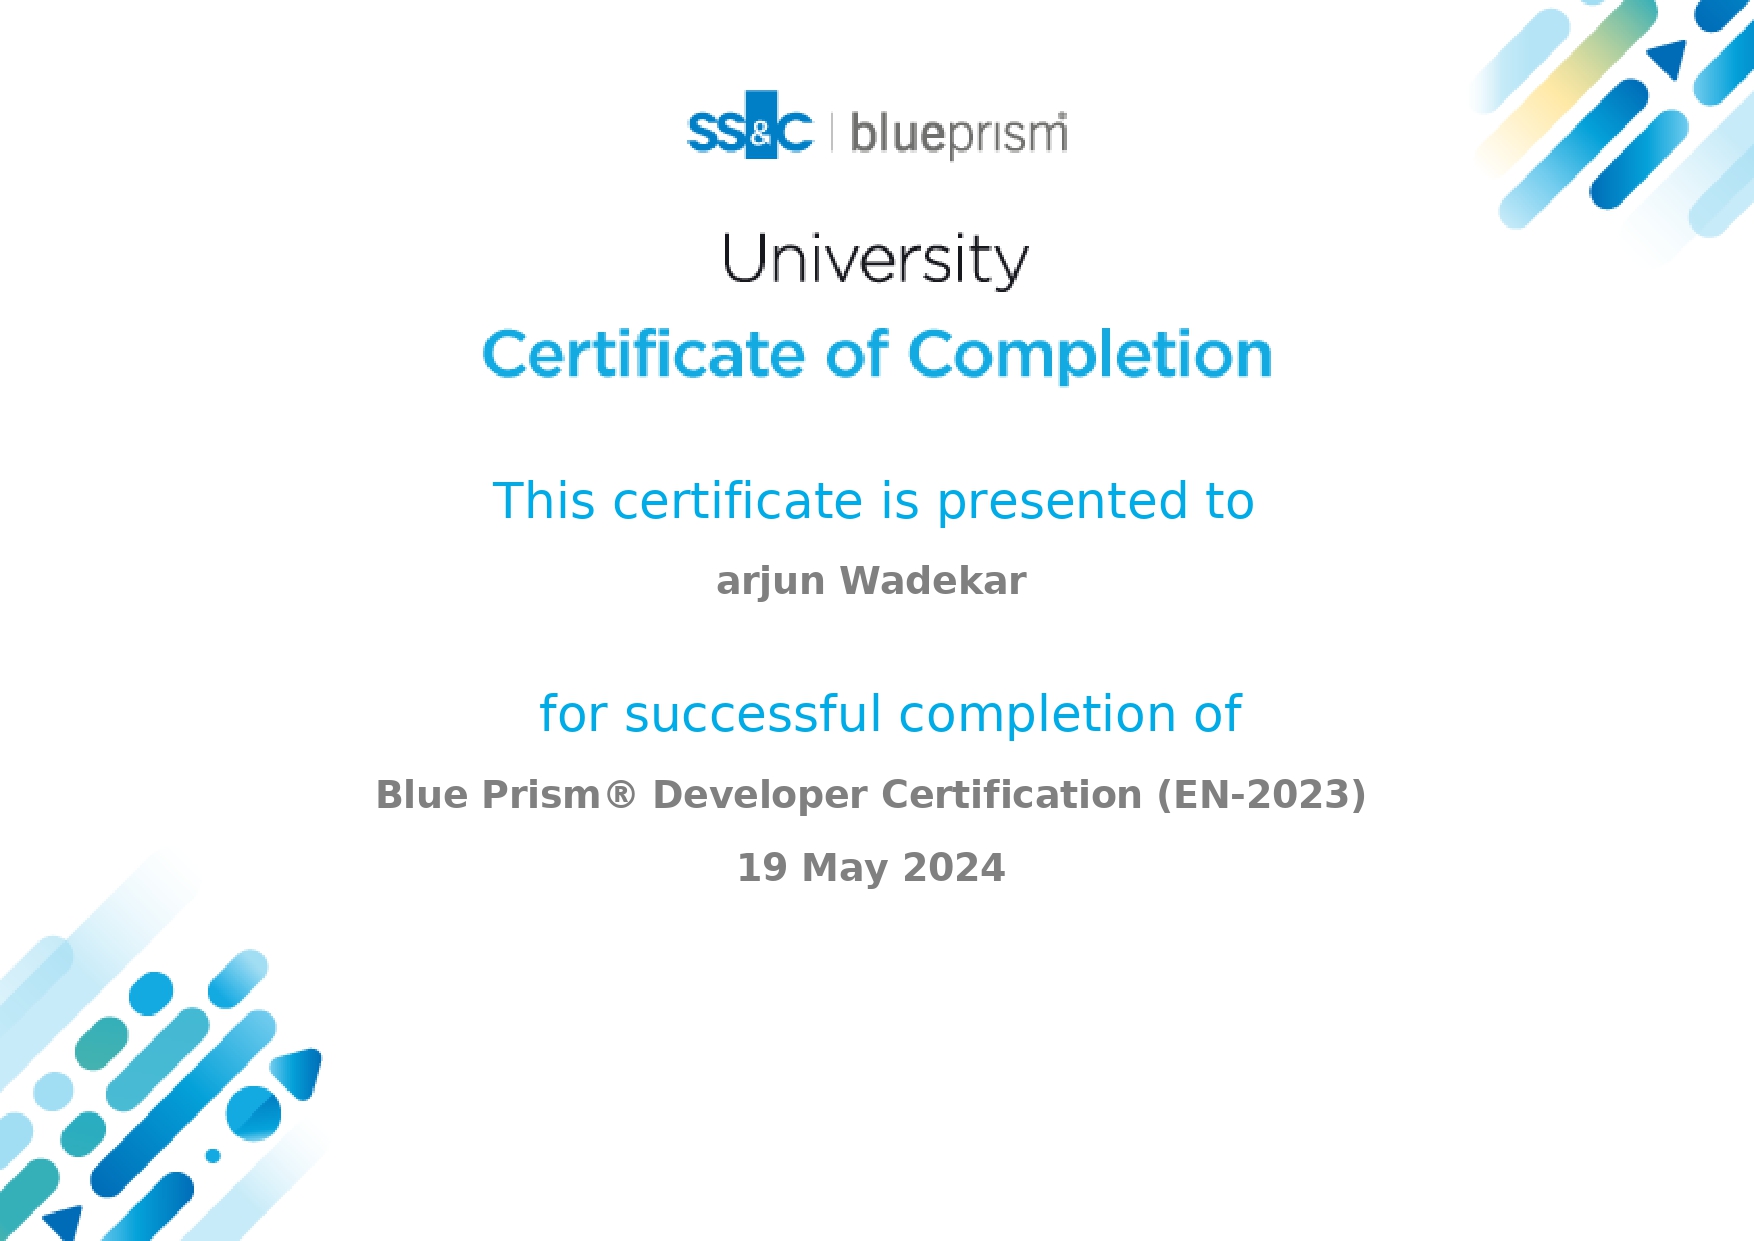 SS&C | blueprism
University
Certificate of Completion
This certificate is presented to
arjun Wadekar
for successful completion of
Blue Prism® Developer Certification (EN-2023)
19 May 2024